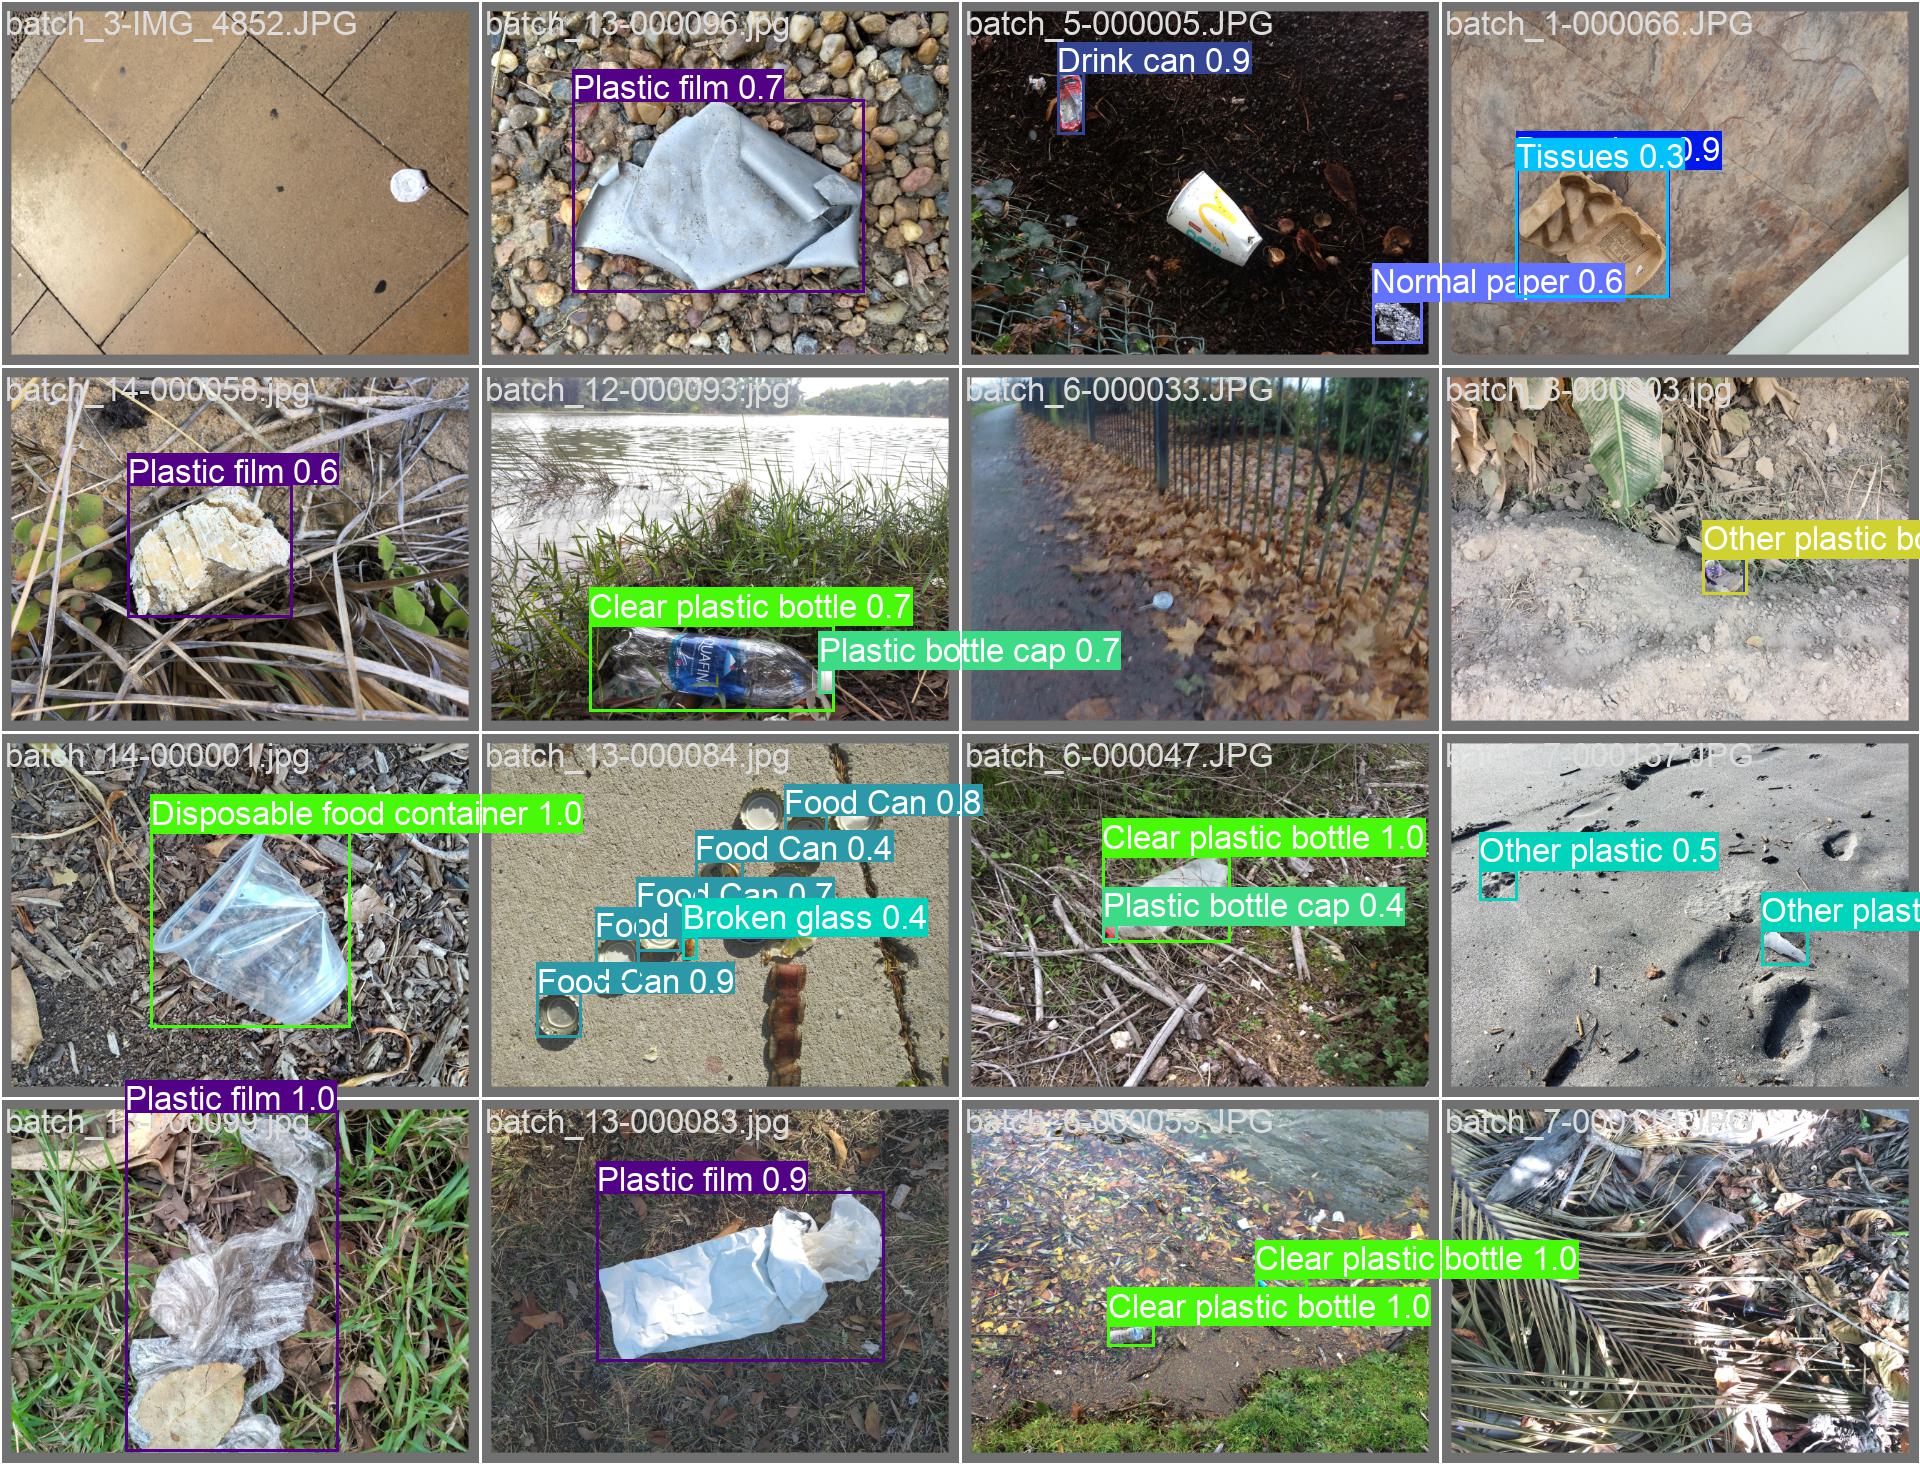 batch_3-IMG_4852.JPG
batch_13-000096.jpg
Plastic film 0.7
batch_5-000005.JPG
Drink can 0.9
Normal paper 0.6
batch_1-000066.JPG
Tissues 0.3
0.9
batch_14-000058.jpg
Plastic film 0.6
batch_12-000093.jpg
Clear plastic bottle 0.7
Plastic bottle cap 0.7
batch_6-000033.JPG
Other plastic
batch_14-000001.jpg
Disposable food container 1.0
batch_13-000084.jpg
Food Can 0.8
Food Can 0.4
Food Can 0.7
Food
Broken glass 0.4
Food Can 0.9
batch_6-000047.JPG
Clear plastic bottle 1.0
Plastic bottle cap 0.4
Other plastic 0.5
Other plast
Plastic film 1.0
batch_13-000083.jpg
Plastic film 0.9
batch_6-000055.JPG
Clear plastic bottle 1.0
Clear plastic bottle 1.0